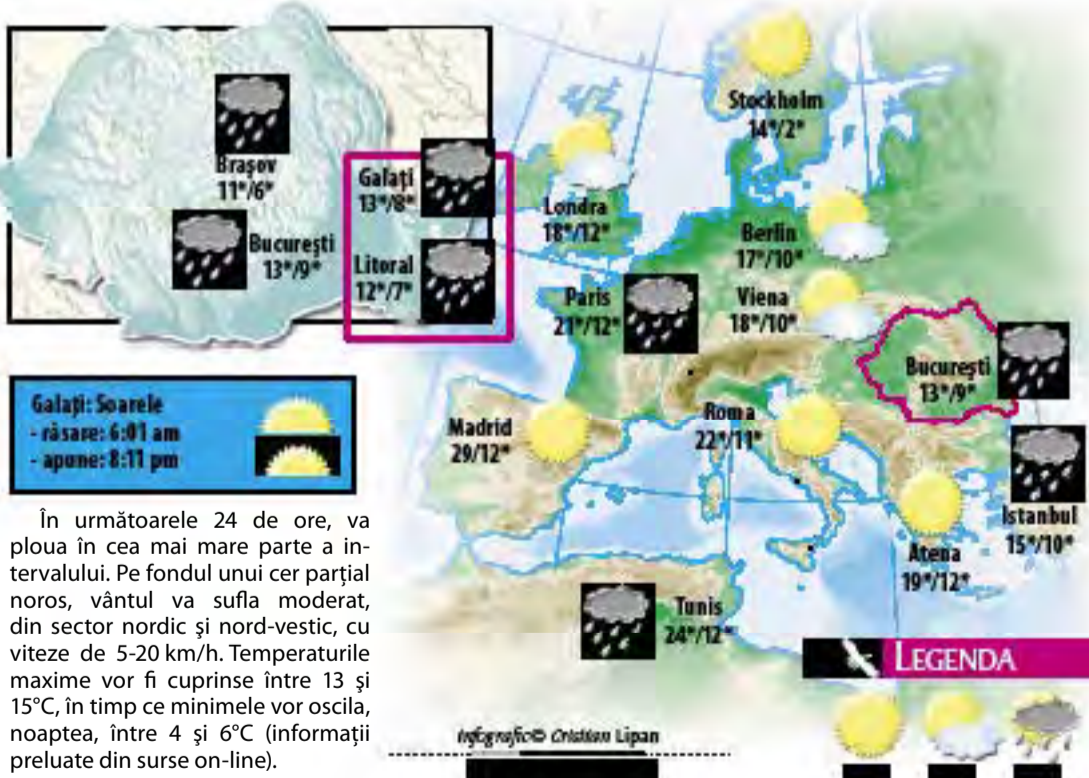 Stockholm
14°/2°
Brașov
11°/6°
Galați
13°/8°
Londra
18°/12°
București
13°/9°
Litoral
12°/7°
Berlin
17°/10°
Paris
21°/12°
Viena
18°/10°
București
13°/9°
Galați: Soarele
- răsare: 6:01 am
- apune: 8:11 pm
Madrid
29/12°
Roma
22°/11°
Istanbul
15°/10°
Atena
19°/12°
Tunis
24°/12°
În următoarele 24 de ore, va
ploua în cea mai mare parte a in-
tervalului. Pe fondul unui cer parţial
noros, vântul va sufla moderat,
din sector nordic şi nord-vestic, cu
viteze de 5-20 km/h. Temperaturile
maxime vor fi cuprinse între 13 şi
15°C, în timp ce minimele vor oscila,
noaptea, între 4 şi 6°C (informaţii
preluate din surse on-line).
LEGENDA
Infografic© Cristian Lipan